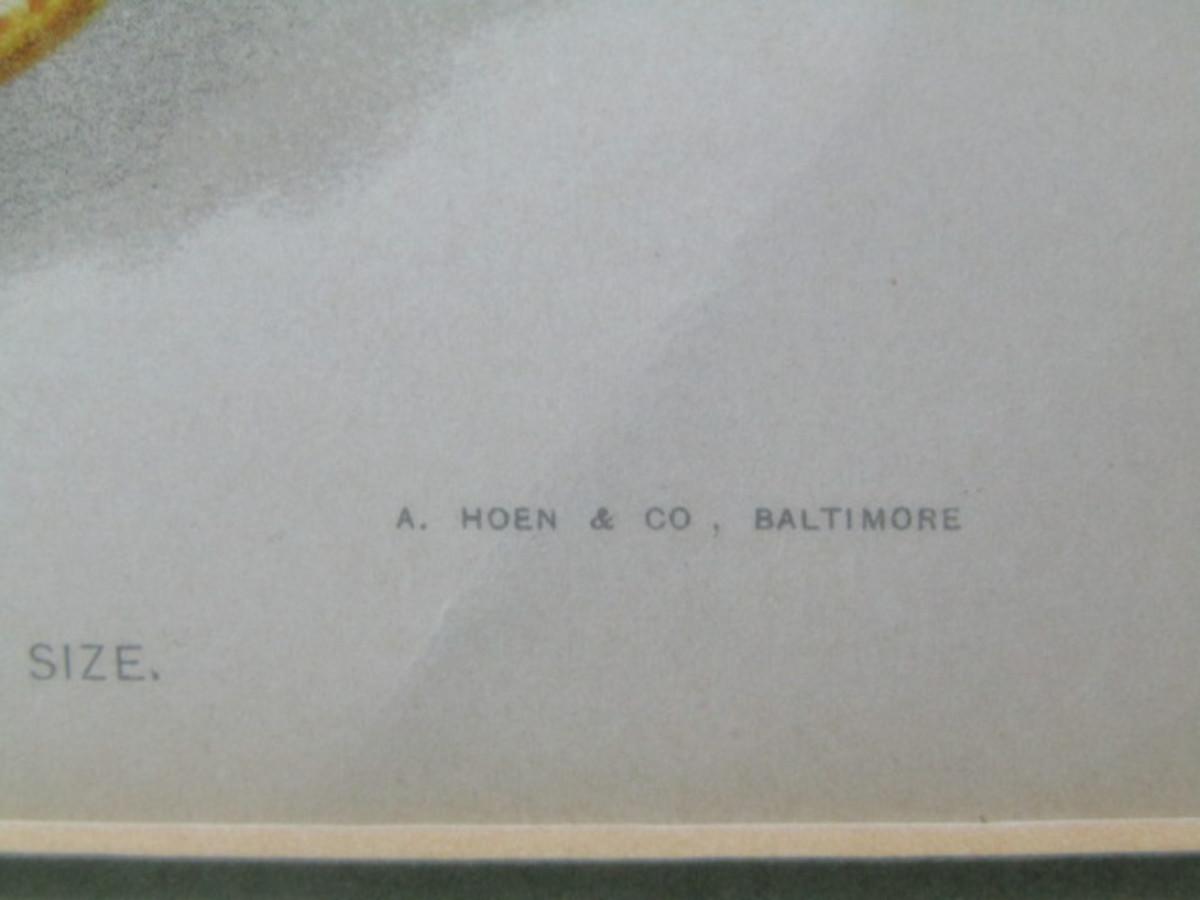 A. HOEN & CO , BALTIMORE
SIZE.